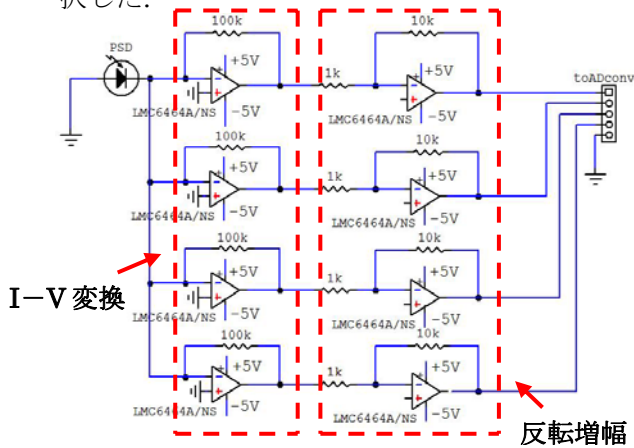 択した.
100k
10k
PSD
+5V
1k
+5V
toADconv
-5V
-5V
LMC6464A/NS
LMC6464A/NS
100k
10k
+5V
1k
+5V
-5V
-5V
LMC6464A/NS
LMC6464A/NS
100k
10k
+5V
1k
+5V
I－V変換
-5V
-5V
LMC6464A/NS
LMC6464A/NS
100k
10k
+5V
1k
+5V
-5V
-5V
LMC6464A/NS
LMC6464A/NS
反転増幅